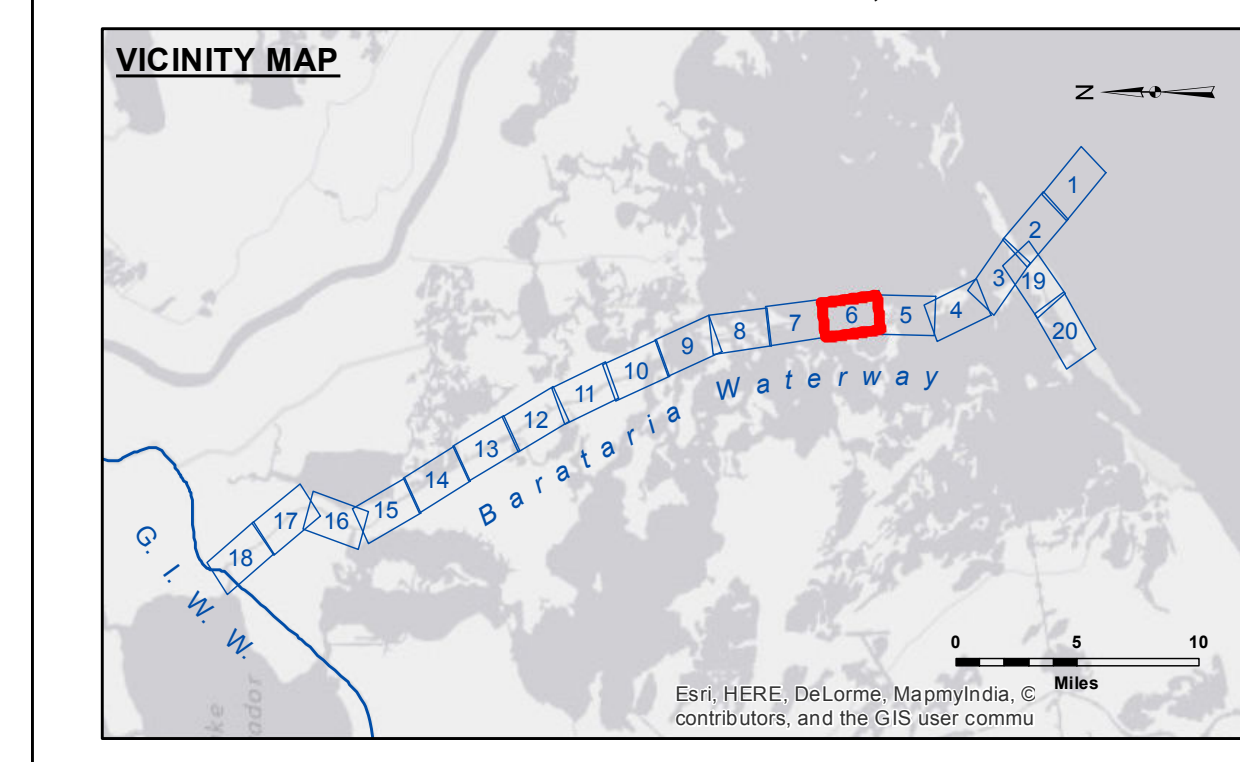 VICINITY MAP
N
1
2
3
19
4
5
6
7
8
20
9
10
11
12
13
14
15
16
17
18
Barataria Waterway
G. I. W. W.
ke
ador
0 5 10
Miles
Esri, HERE, DeLorme, MapmyIndia, ©
contributors, and the GIS user commu